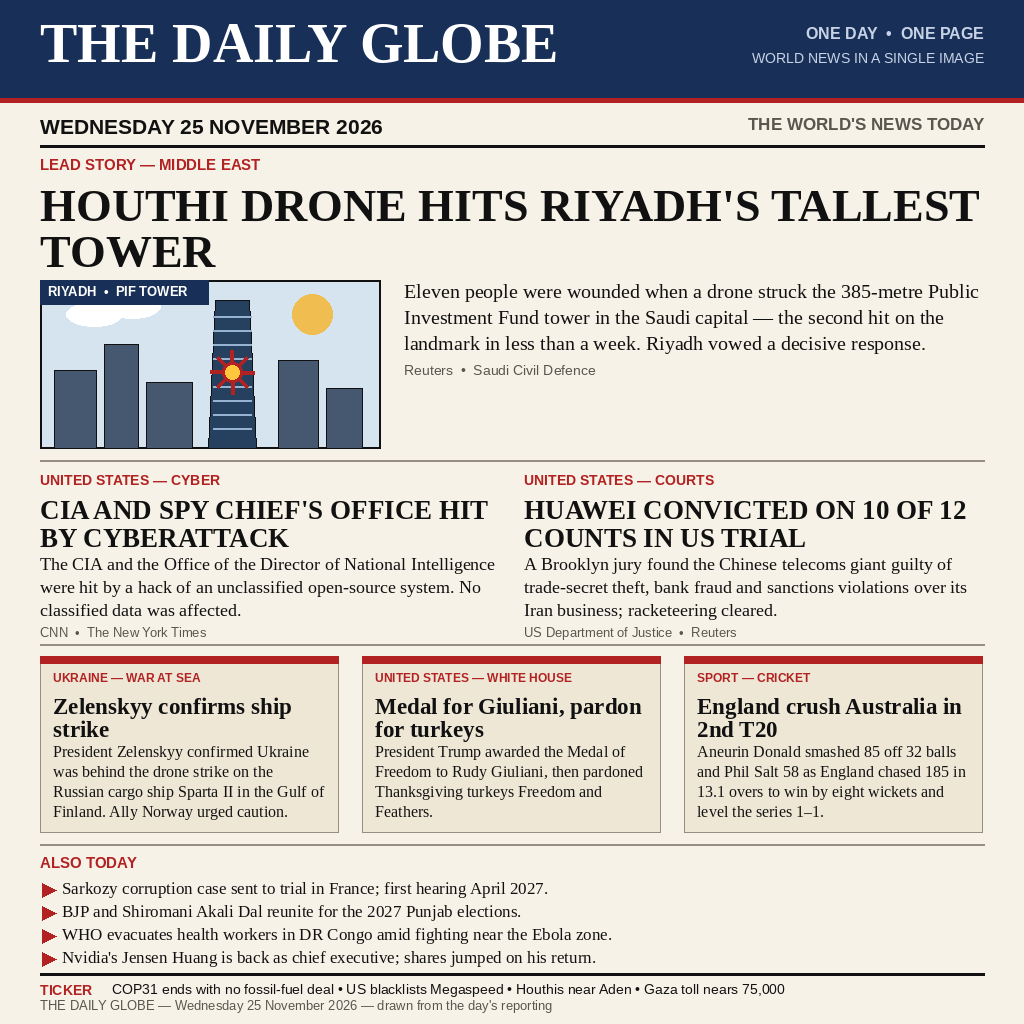 THE DAILY GLOBE
ONE DAY • ONE PAGE
WORLD NEWS IN A SINGLE IMAGE
WEDNESDAY 25 NOVEMBER 2026
THE WORLD'S NEWS TODAY
LEAD STORY — MIDDLE EAST
HOUTHI DRONE HITS RIYADH'S TALLEST
TOWER
RIYADH • PIF TOWER
Eleven people were wounded when a drone struck the 385-metre Public
Investment Fund tower in the Saudi capital — the second hit on the
landmark in less than a week. Riyadh vowed a decisive response.
Reuters • Saudi Civil Defence
UNITED STATES — CYBER
CIA AND SPY CHIEF'S OFFICE HIT
BY CYBERATTACK
The CIA and the Office of the Director of National Intelligence
were hit by a hack of an unclassified open-source system. No
classified data was affected.
CNN • The New York Times
UNITED STATES — COURTS
HUAWEI CONVICTED ON 10 OF 12
COUNTS IN US TRIAL
A Brooklyn jury found the Chinese telecoms giant guilty of
trade-secret theft, bank fraud and sanctions violations over its
Iran business; racketeering cleared.
US Department of Justice • Reuters
UKRAINE — WAR AT SEA
Zelenskyy confirms ship
strike
President Zelenskyy confirmed Ukraine
was behind the drone strike on the
Russian cargo ship Sparta II in the Gulf of
Finland. Ally Norway urged caution.
UNITED STATES — WHITE HOUSE
Medal for Giuliani, pardon
for turkeys
President Trump awarded the Medal of
Freedom to Rudy Giuliani, then pardoned
Thanksgiving turkeys Freedom and
Feathers.
SPORT — CRICKET
England crush Australia in
2nd T20
Aneurin Donald smashed 85 off 32 balls
and Phil Salt 58 as England chased 185 in
13.1 overs to win by eight wickets and
level the series 1–1.
ALSO TODAY
Sarkozy corruption case sent to trial in France; first hearing April 2027.
BJP and Shiromani Akali Dal reunite for the 2027 Punjab elections.
WHO evacuates health workers in DR Congo amid fighting near the Ebola zone.
Nvidia's Jensen Huang is back as chief executive; shares jumped on his return.
TICKER COP31 ends with no fossil-fuel deal • US blacklists Megaspeed • Houthis near Aden • Gaza toll nears 75,000
THE DAILY GLOBE — Wednesday 25 November 2026 — drawn from the day's reporting